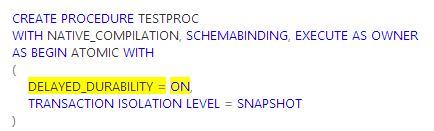 CREATE PROCEDURE TESTPROC
WITH NATIVE_COMPILATION, SCHEMABINDING, EXECUTE AS OWNER
AS BEGIN ATOMIC WITH
(
DELAYED_DURABILITY = ON,
TRANSACTION ISOLATION LEVEL = SNAPSHOT
)